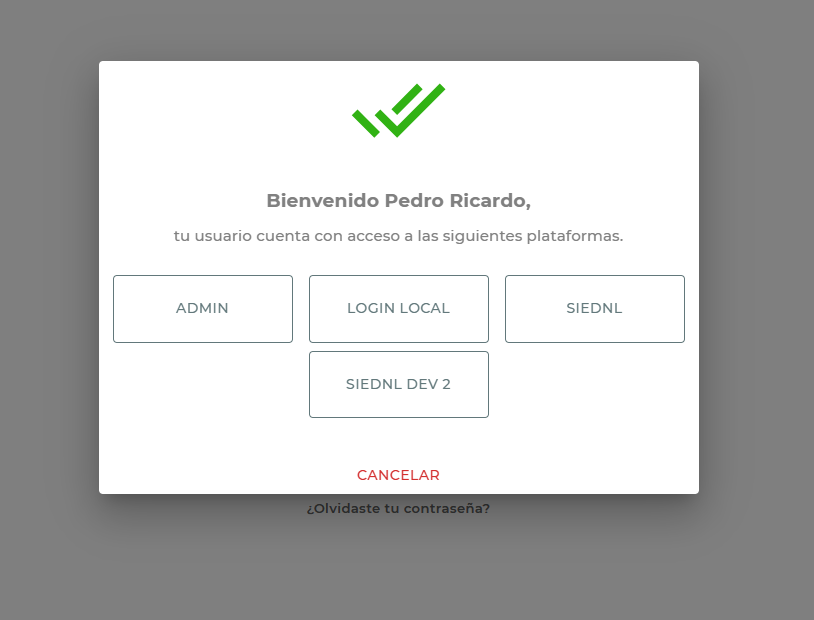 Bienvenido Pedro Ricardo,
tu usuario cuenta con acceso a las siguientes plataformas.
ADMIN
LOGIN LOCAL
SIEDNL
SIEDNL DEV 2
CANCELAR
¿Olvidaste tu contraseña?